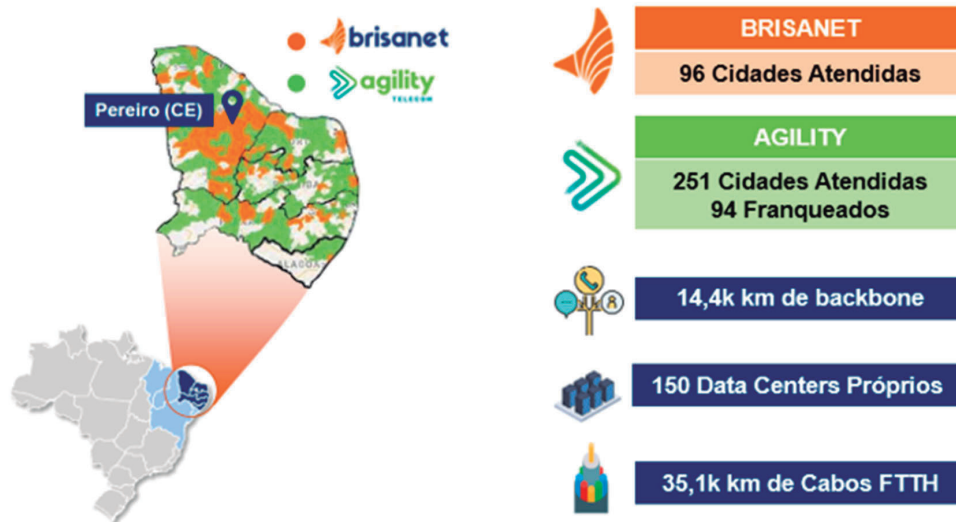 brisanet
agility
TELECOM
Pereiro (CE)
ALAGOAS
BRISANET
96 Cidades Atendidas
AGILITY
251 Cidades Atendidas
94 Franqueados
14,4k km de backbone
150 Data Centers Próprios
35,1k km de Cabos FTTH